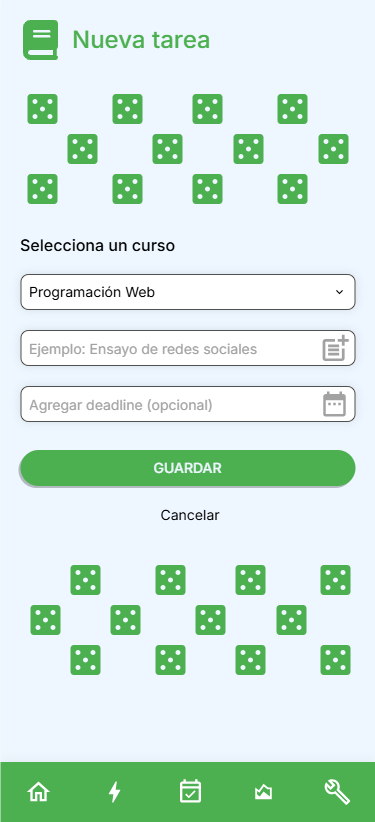 Nueva tarea
Selecciona un curso
Programación Web
Ejemplo: Ensayo de redes sociales
Agregar deadline (opcional)
GUARDAR
Cancelar